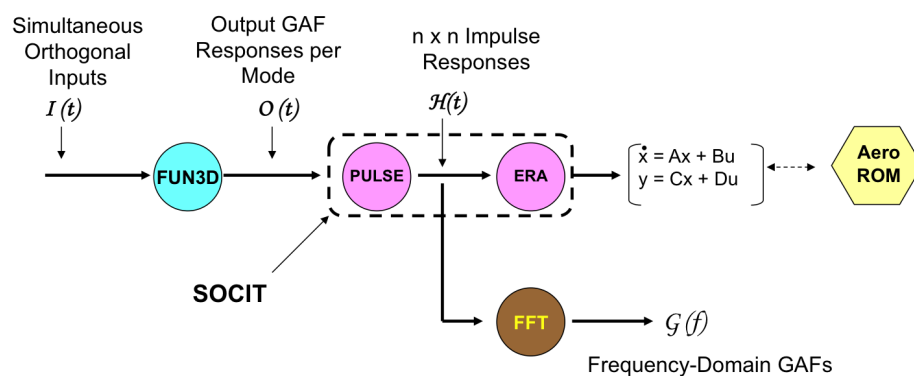 Simultaneous
Orthogonal
Inputs
I (t)
Output GAF
Responses per
Mode
O (t)
n x n Impulse
Responses
H(t)
FUN3D
PULSE
ERA
ẋ = Ax + Bu
y = Cx + Du
Aero
ROM
SOCIT
FFT
G (f)
Frequency-Domain GAFs